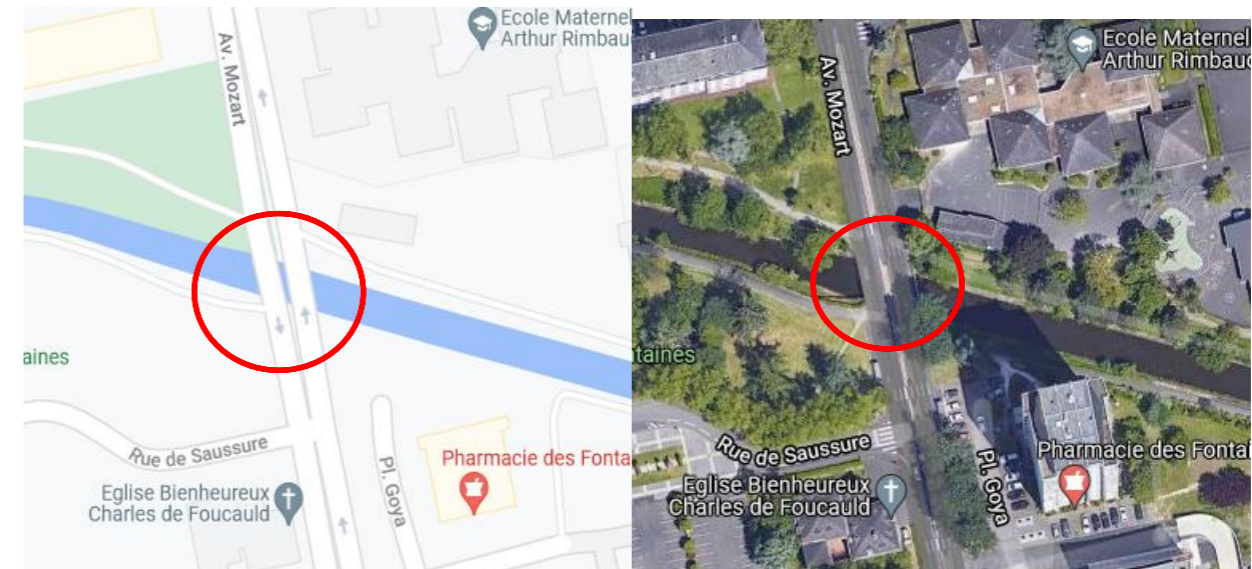 Ecole Maternel
Arthur Rimbau
Av. Mozart
aines
Rue de Saussure
Eglise Bienheureux
Charles de Foucauld
Pl. Goya
Pharmacie des Fonta
Ecole Maternel
Arthur Rimbaud
Av. Mozart
taines
Rue de Saussure
Eglise Bienheureux
Charles de Foucauld
Pl. Goya
Pharmacie des Fontai